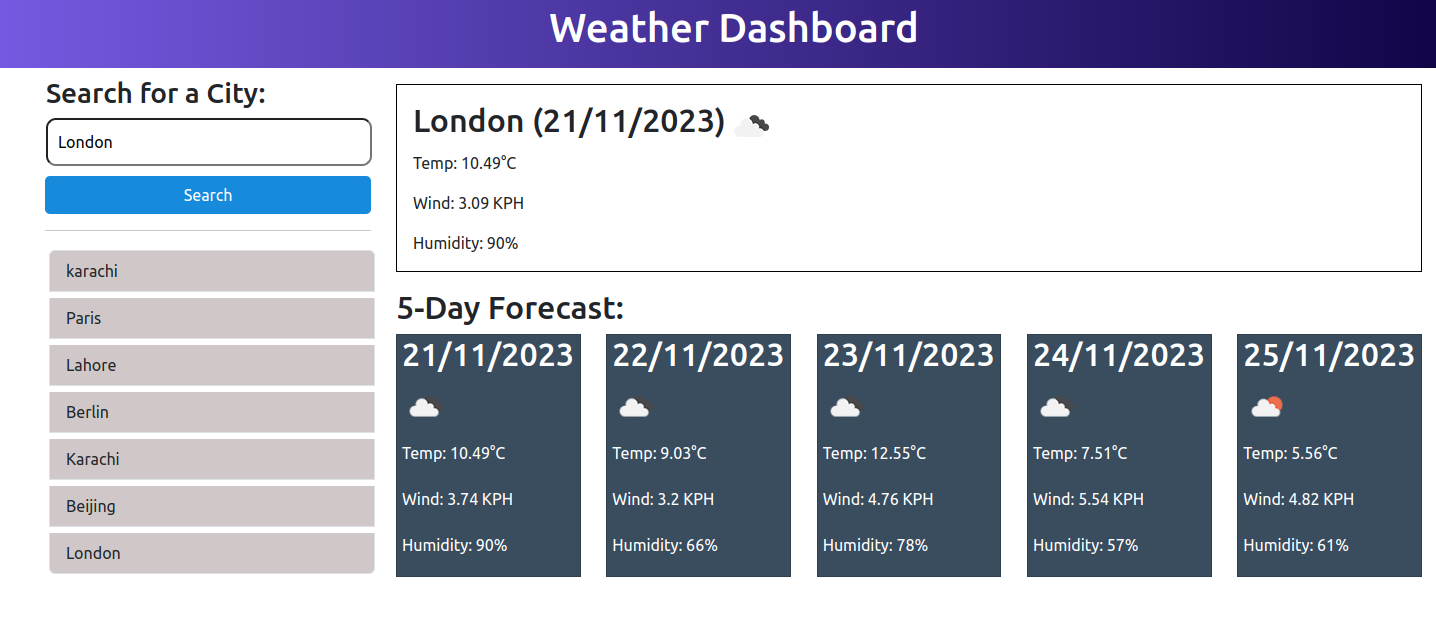 Weather Dashboard
Search for a City:
London
Search
karachi
Paris
Lahore
Berlin
Karachi
Beijing
London
London (21/11/2023)
Temp: 10.49°C
Wind: 3.09 KPH
Humidity: 90%
5-Day Forecast:
21/11/2023
Temp: 10.49°C
Wind: 3.74 KPH
Humidity: 90%
22/11/2023
Temp: 9.03°C
Wind: 3.2 KPH
Humidity: 66%
23/11/2023
Temp: 12.55°C
Wind: 4.76 KPH
Humidity: 78%
24/11/2023
Temp: 7.51°C
Wind: 5.54 KPH
Humidity: 57%
25/11/2023
Temp: 5.56°C
Wind: 4.82 KPH
Humidity: 61%